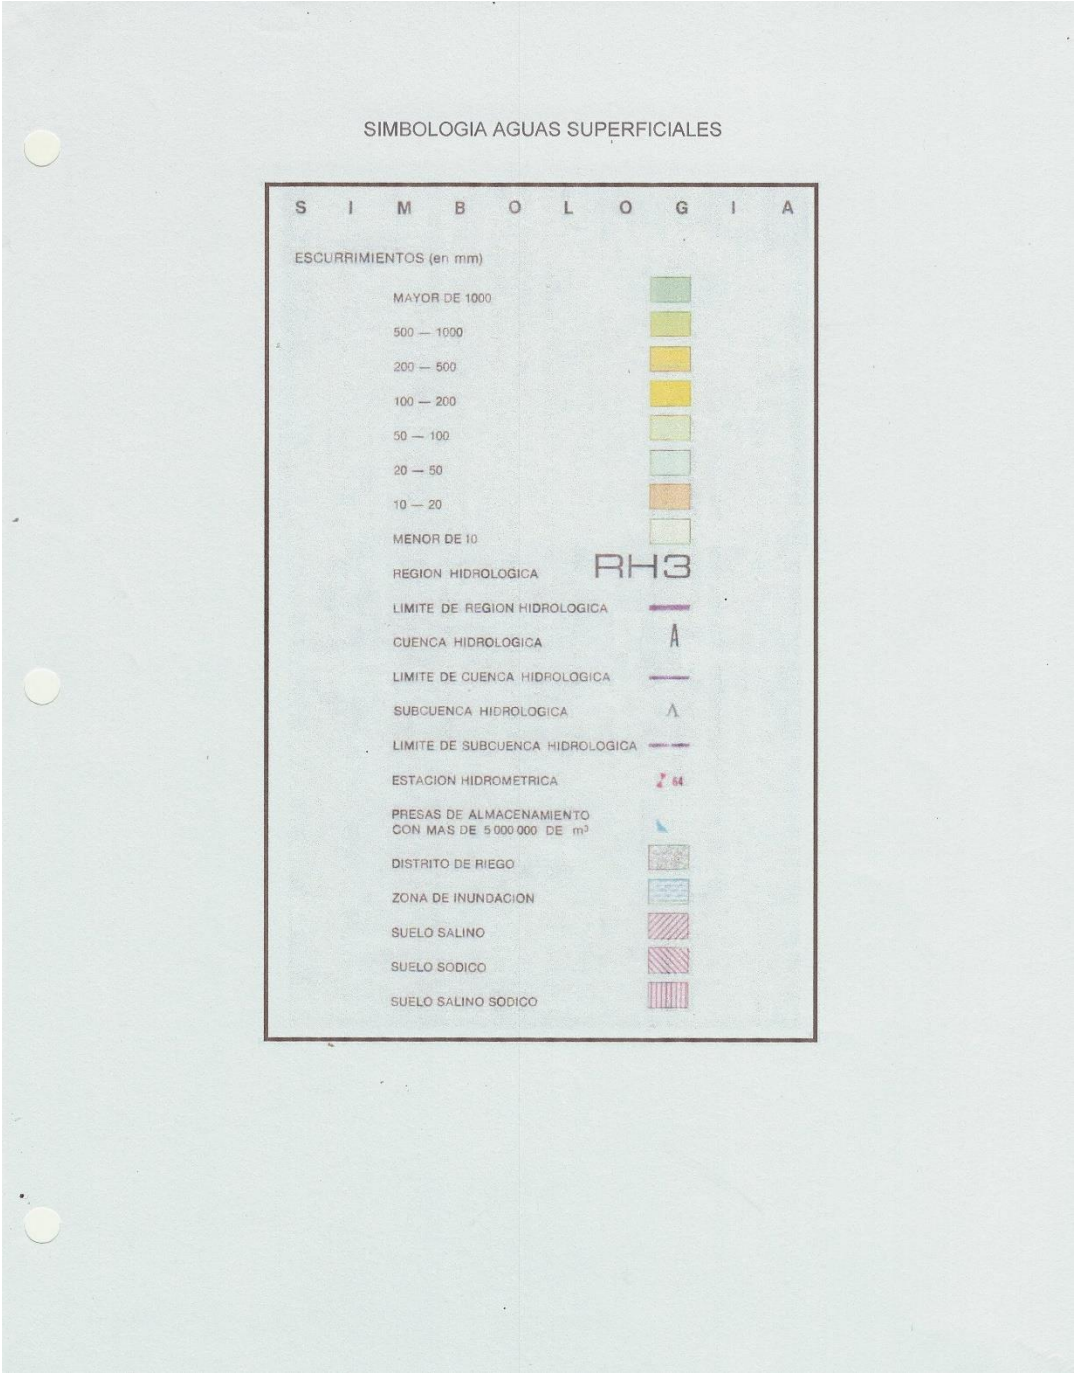 SIMBOLOGIA AGUAS SUPERFICIALES
S I M B O L O G I A
ESCURRIMIENTOS (en mm)
MAYOR DE 1000
500 — 1000
200 — 500
100 — 200
50 — 100
20 — 50
10 — 20
MENOR DE 10
REGION HIDROLOGICA RH3
LIMITE DE REGION HIDROLOGICA
CUENCA HIDROLOGICA A
LIMITE DE CUENCA HIDROLOGICA
SUBCUENCA HIDROLOGICA
LIMITE DE SUBCUENCA HIDROLOGICA
ESTACION HIDROMETRICA 64
PRESAS DE ALMACENAMIENTO
CON MAS DE 5 000 000 DE m³
DISTRITO DE RIEGO
ZONA DE INUNDACION
SUELO SALINO
SUELO SODICO
SUELO SALINO SODICO